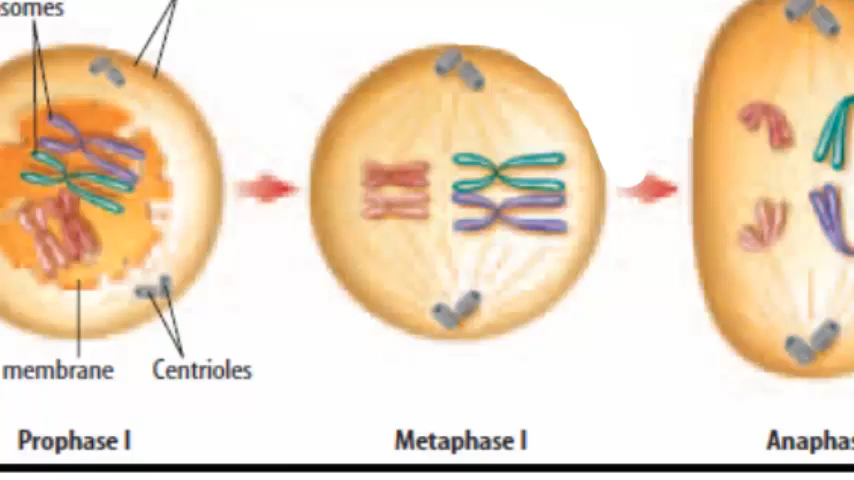 somes
membrane
Centrioles
Prophase I
Metaphase I
Anaphas